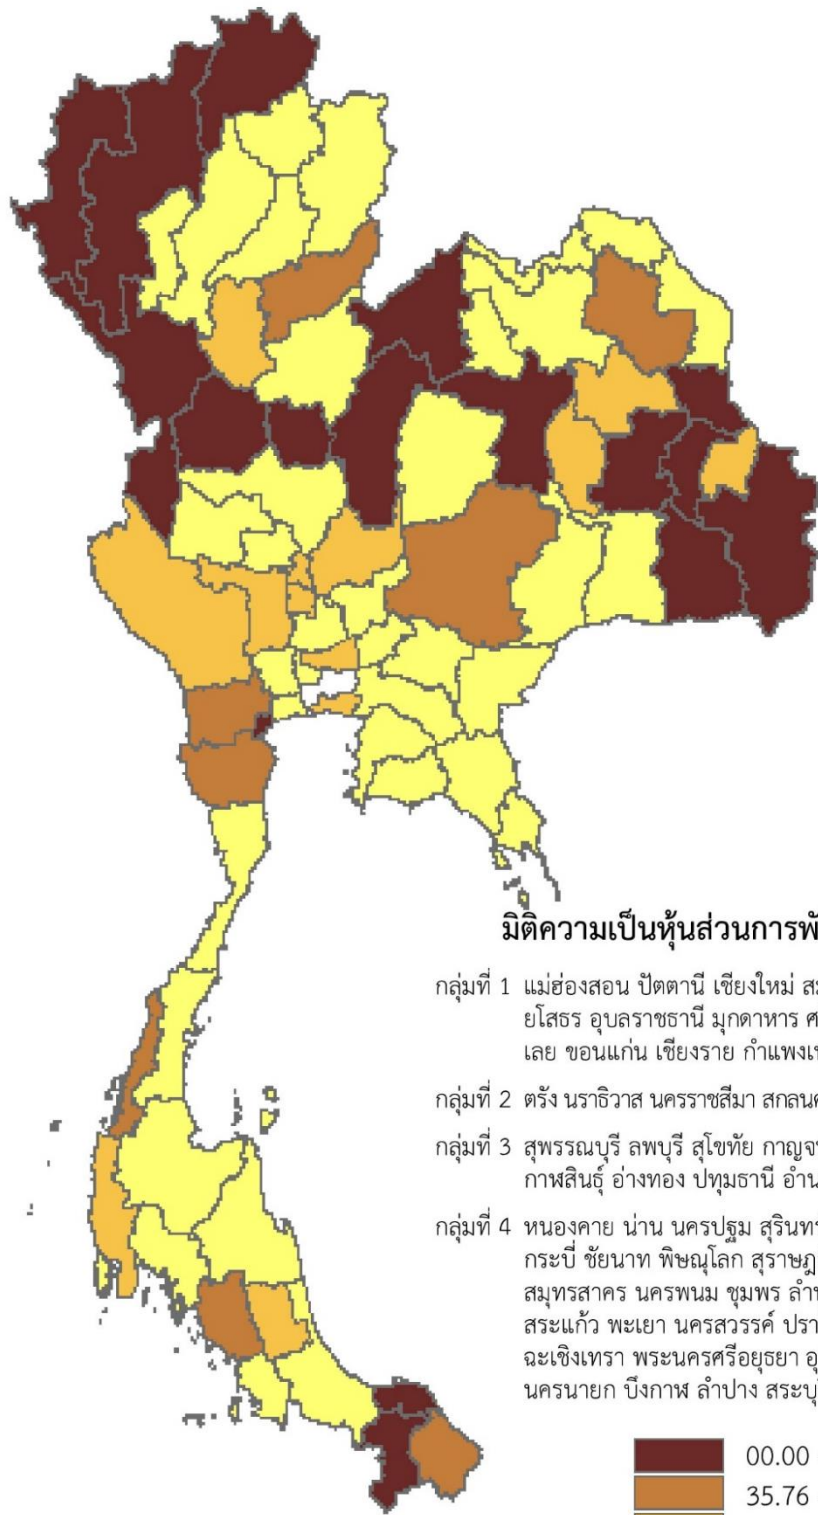 มิติความเป็นหุ้นส่วนการพั
กลุ่มที่ 1 แม่ฮ่องสอน ปัตตานี เชียงใหม่
ยโสธร อุบลราชธานี มุกดาหาร
เลย ขอนแก่น เชียงราย กำแพงเ
กลุ่มที่ 2 ตรัง นราธิวาส นครราชสีมา สกลน
กลุ่มที่ 3 สุพรรณบุรี ลพบุรี สุโขทัย กาญจ
กาฬสินธุ์ อ่างทอง ปทุมธานี อำน
กลุ่มที่ 4 หนองคาย น่าน นครปฐม สุรินทร
กระบี่ ชัยนาท พิษณุโลก สุราษฎ
สมุทรสาคร นครพนม ชุมพร ลำพ
สระแก้ว พะเยา นครสวรรค์ ปรา
ฉะเชิงเทรา พระนครศรีอยุธยา อุ
นครนายก บึงกาฬ ลำปาง สระบุ
00.00
35.76